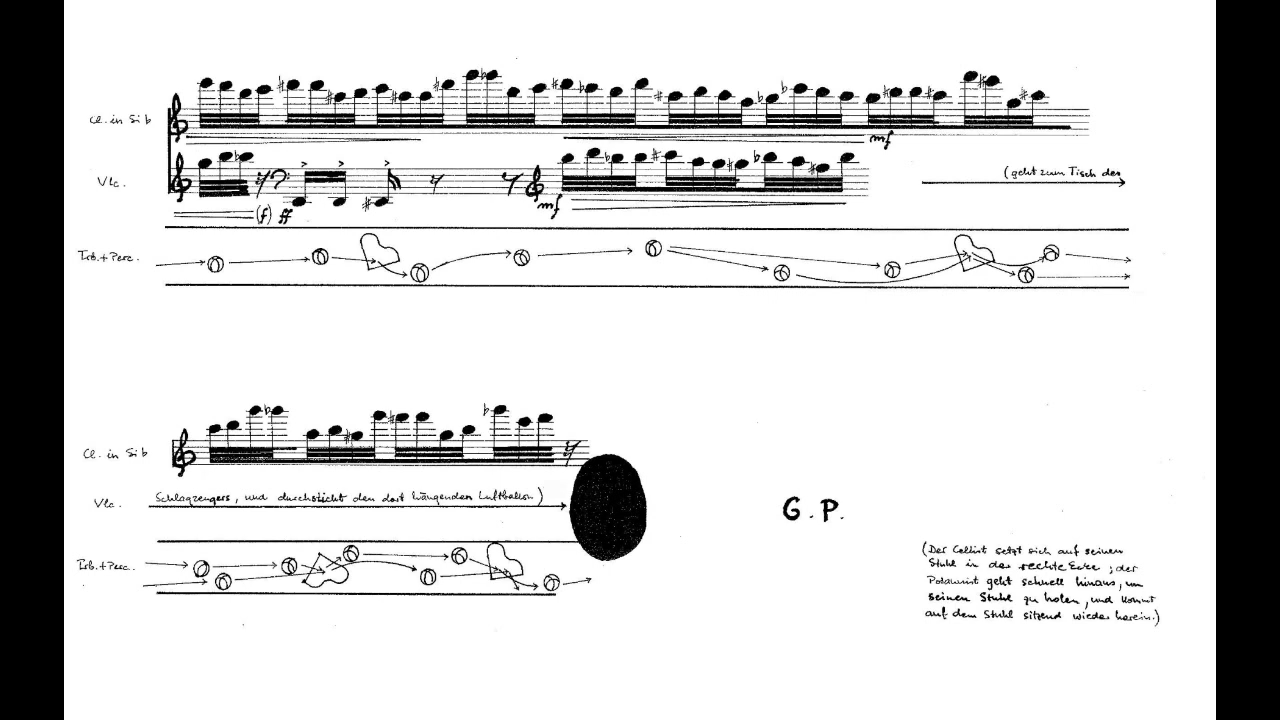 Cl. in Si b
mf
Vlc.
(f) ff
mf
(geht zum Tisch des
Trb. + Perc.
Cl. in Si b
Vlc.
Schlagzeugers, und durchsticht den dort hängenden Luftballon)
G.P.
Trb. + Perc.
(Der Cellist setzt sich auf seinen
Stuhl in der rechte Ecke; der
Posaunist geht schnell hinaus, um
seinen Stuhl zu holen, und kommt
auf dem Stuhl sitzend wieder herein.)